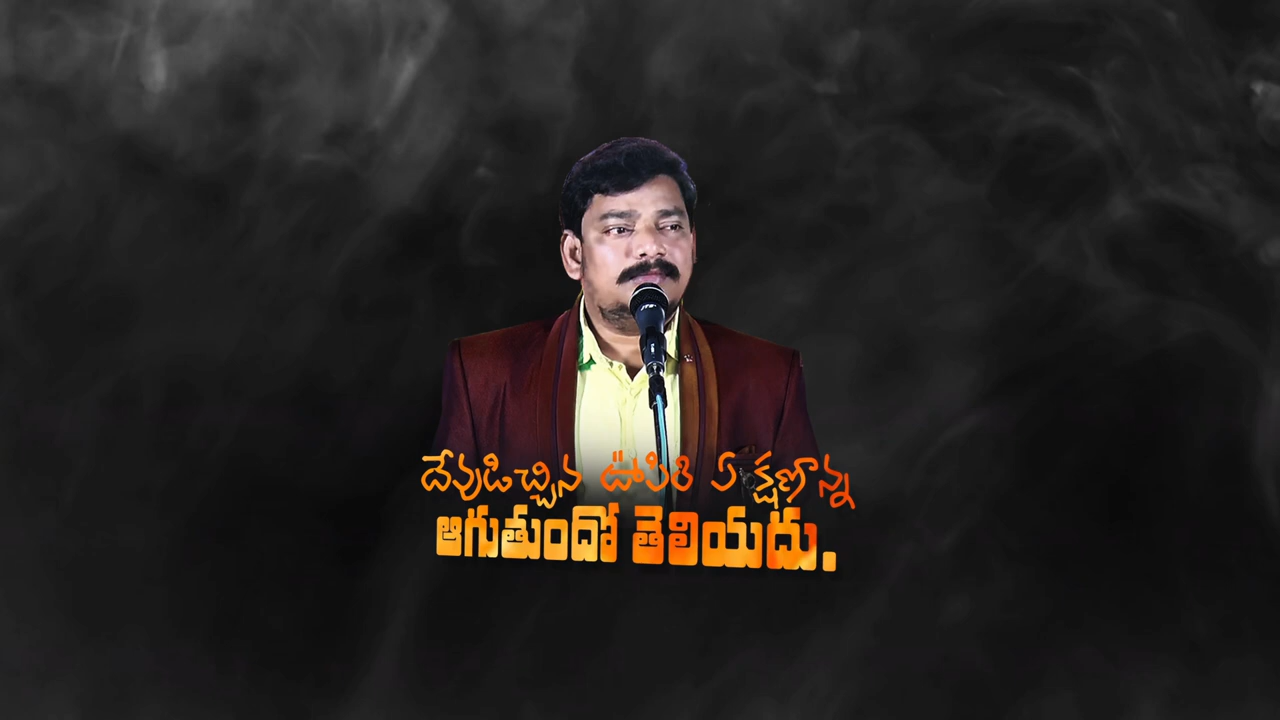 దేవుడిచ్చిన ఊపిరి ఏ క్షణాన్న
ఆగుతుందో తెలియదు.